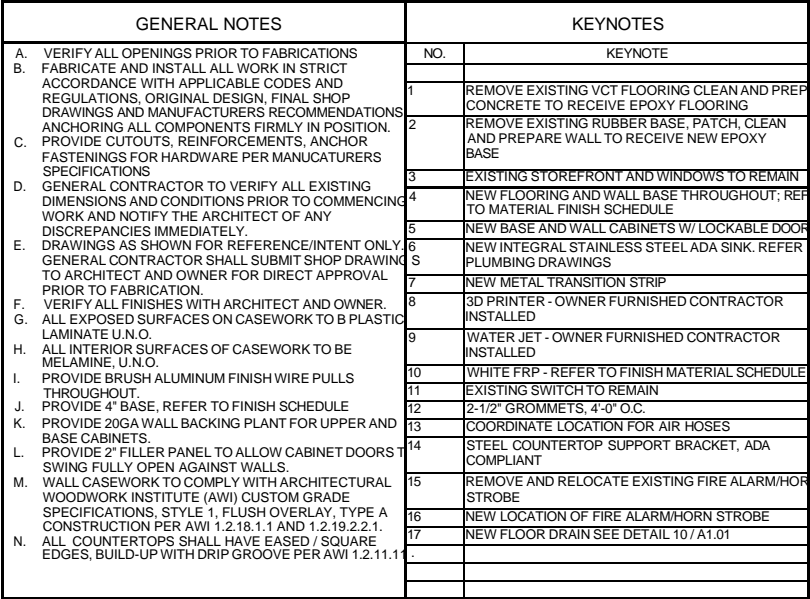 GENERAL NOTES
A. VERIFY ALL OPENINGS PRIOR TO FABRICATIONS
B. FABRICATE AND INSTALL ALL WORK IN STRICT
ACCORDANCE WITH APPLICABLE CODES AND
REGULATIONS, ORIGINAL DESIGN, FINAL SHOP
DRAWINGS AND MANUFACTURERS RECOMMENDATIONS
ANCHORING ALL COMPONENTS FIRMLY IN POSITION.
C. PROVIDE CUTOUTS, REINFORCEMENTS, ANCHOR
FASTENINGS FOR HARDWARE PER MANUCATURERS
SPECIFICATIONS
D. GENERAL CONTRACTOR TO VERIFY ALL EXISTING
DIMENSIONS AND CONDITIONS PRIOR TO COMMENCING
WORK AND NOTIFY THE ARCHITECT OF ANY
DISCREPANCIES IMMEDIATELY.
E. DRAWINGS AS SHOWN FOR REFERENCE/INTENT ONLY.
GENERAL CONTRACTOR SHALL SUBMIT SHOP DRAWINGS
TO ARCHITECT AND OWNER FOR DIRECT APPROVAL
PRIOR TO FABRICATION.
F. VERIFY ALL FINISHES WITH ARCHITECT AND OWNER.
G. ALL EXPOSED SURFACES ON CASEWORK TO B PLASTIC
LAMINATE U.N.O.
H. ALL INTERIOR SURFACES OF CASEWORK TO BE
MELAMINE, U.N.O.
I. PROVIDE BRUSH ALUMINUM FINISH WIRE PULLS
THROUGHOUT.
J. PROVIDE 4" BASE, REFER TO FINISH SCHEDULE
K. PROVIDE 20GA WALL BACKING PLANT FOR UPPER AND
BASE CABINETS.
L. PROVIDE 2" FILLER PANEL TO ALLOW CABINET DOORS T
SWING FULLY OPEN AGAINST WALLS.
M. WALL CASEWORK TO COMPLY WITH ARCHITECTURAL
WOODWORK INSTITUTE (AWI) CUSTOM GRADE
SPECIFICATIONS, STYLE 1, FLUSH OVERLAY, TYPE A
CONSTRUCTION PER AWI 1.2.18.1.1 AND 1.2.19.2.2.1.
N. ALL COUNTERTOPS SHALL HAVE EASED / SQUARE
EDGES, BUILD-UP WITH DRIP GROOVE PER AWI 1.2.11.11.
KEYNOTES
NO. KEYNOTE
1 REMOVE EXISTING VCT FLOORING CLEAN AND PREP
CONCRETE TO RECEIVE EPOXY FLOORING
2 REMOVE EXISTING RUBBER BASE, PATCH, CLEAN
AND PREPARE WALL TO RECEIVE NEW EPOXY
BASE
3 EXISTING STOREFRONT AND WINDOWS TO REMAIN
4 NEW FLOORING AND WALL BASE THROUGHOUT; REF
TO MATERIAL FINISH SCHEDULE
5 NEW BASE AND WALL CABINETS W/ LOCKABLE DOOR
6 NEW INTEGRAL STAINLESS STEEL ADA SINK. REFER
PLUMBING DRAWINGS
7 NEW METAL TRANSITION STRIP
8 3D PRINTER - OWNER FURNISHED CONTRACTOR
INSTALLED
9 WATER JET - OWNER FURNISHED CONTRACTOR
INSTALLED
10 WHITE FRP - REFER TO FINISH MATERIAL SCHEDULE
11 EXISTING SWITCH TO REMAIN
12 2-1/2" GROMMETS, 4'-0" O.C.
13 COORDINATE LOCATION FOR AIR HOSES
14 STEEL COUNTERTOP SUPPORT BRACKET, ADA
COMPLIANT
15 REMOVE AND RELOCATE EXISTING FIRE ALARM/HOR
STROBE
16 NEW LOCATION OF FIRE ALARM/HORN STROBE
17 NEW FLOOR DRAIN SEE DETAIL 10 / A1.01